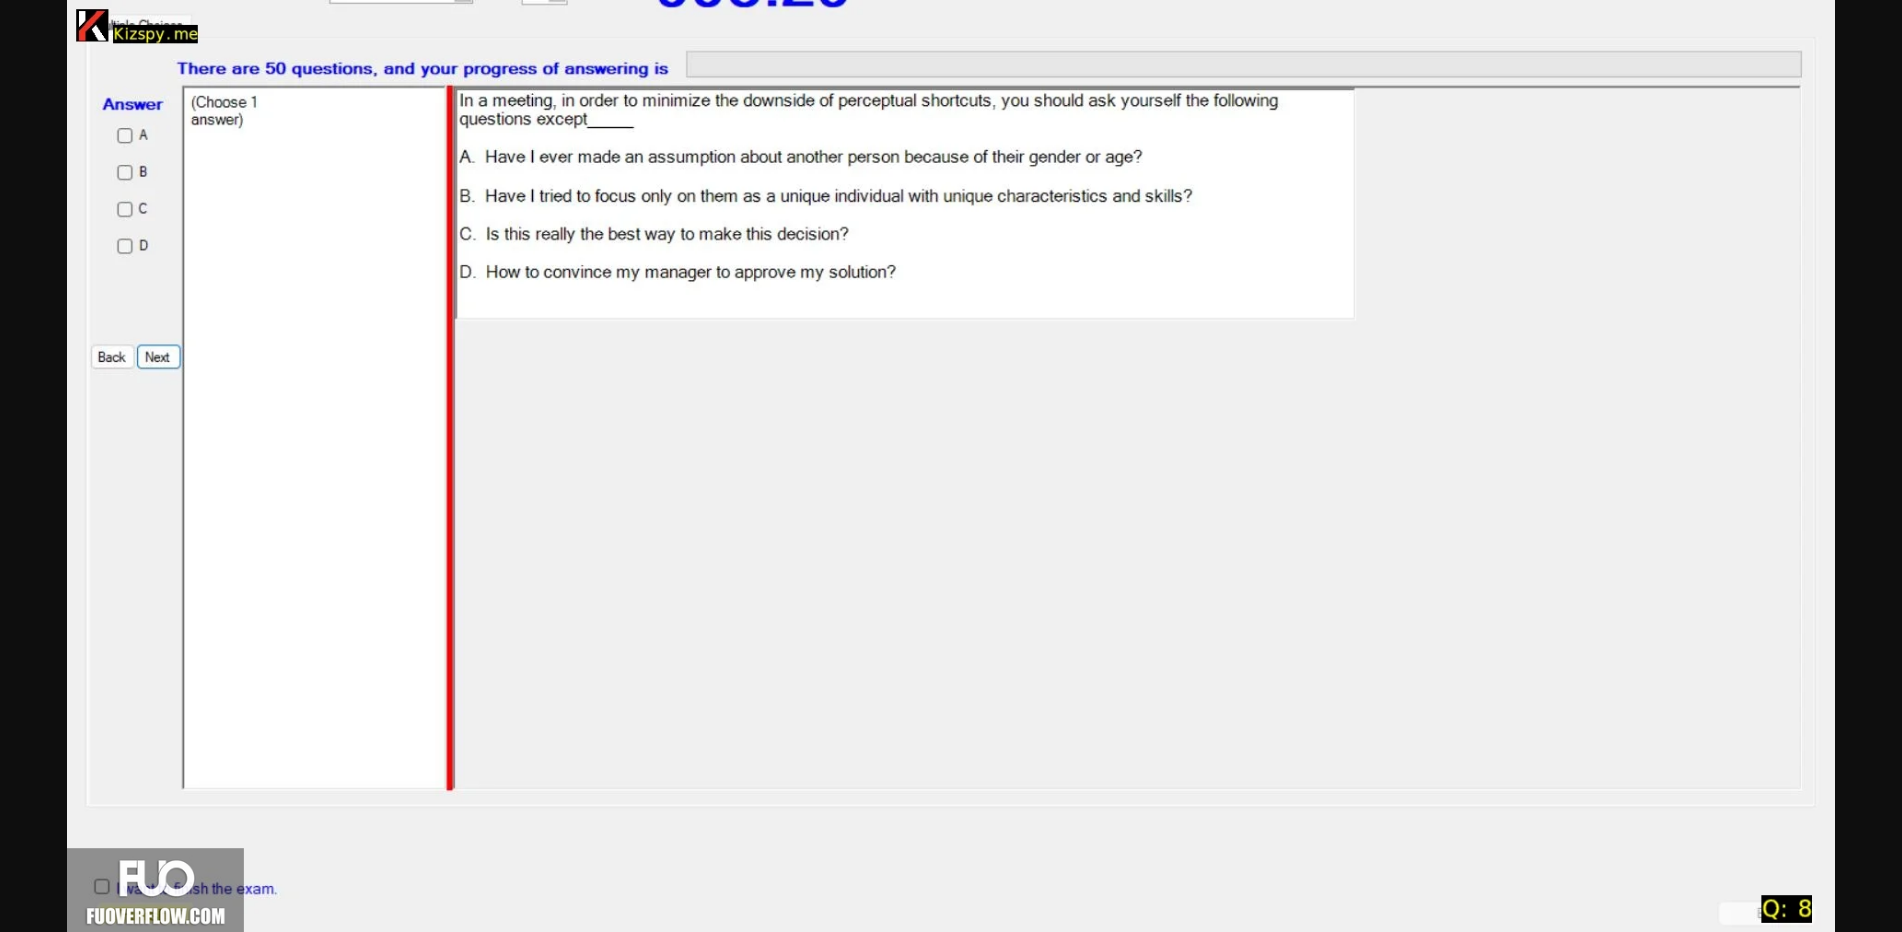 Kizspy.me
There are 50 questions, and your progress of answering is
Answer
(Choose 1
answer)
A
B
C
D
Back
Next
In a meeting, in order to minimize the downside of perceptual shortcuts, you should ask yourself the following
questions except_____
A. Have I ever made an assumption about another person because of their gender or age?
B. Have I tried to focus only on them as a unique individual with unique characteristics and skills?
C. Is this really the best way to make this decision?
D. How to convince my manager to approve my solution?
FUO
the exam.
FUOVERFLOW.COM
Q: 8